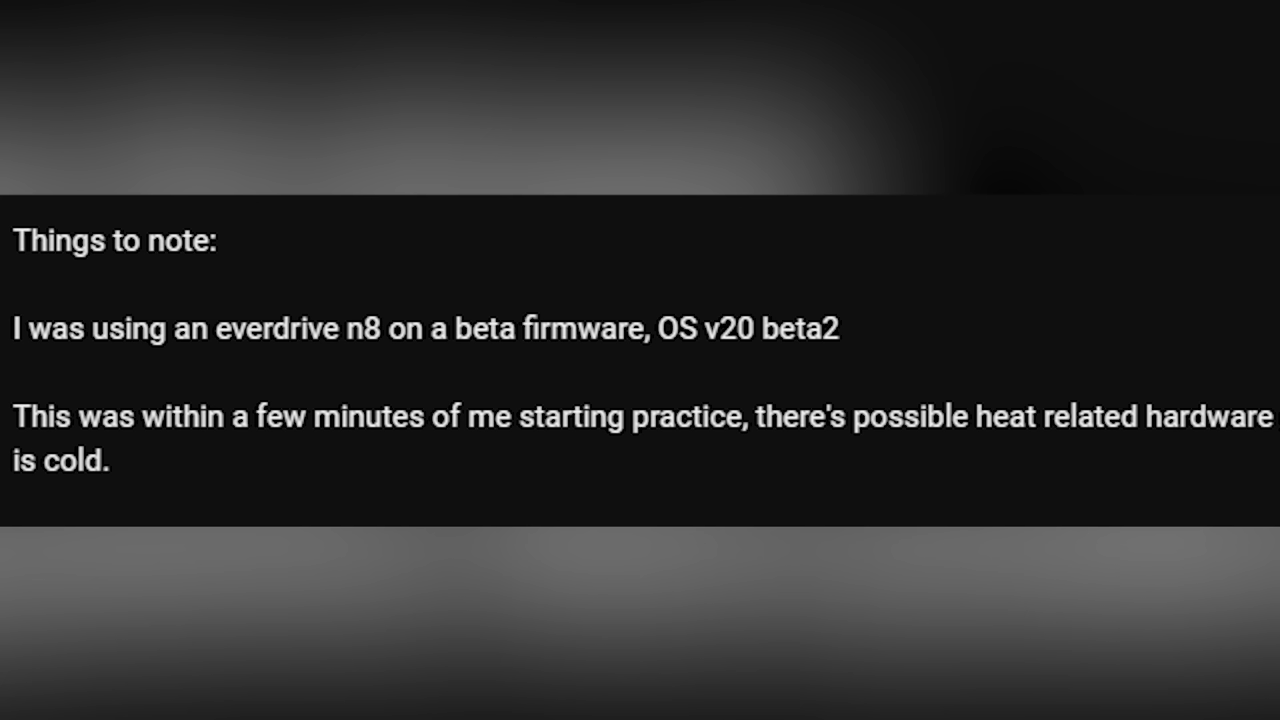 Things to note:
I was using an everdrive n8 on a beta firmware, OS v20 beta2
This was within a few minutes of me starting practice, there's possible heat related hardware
is cold.